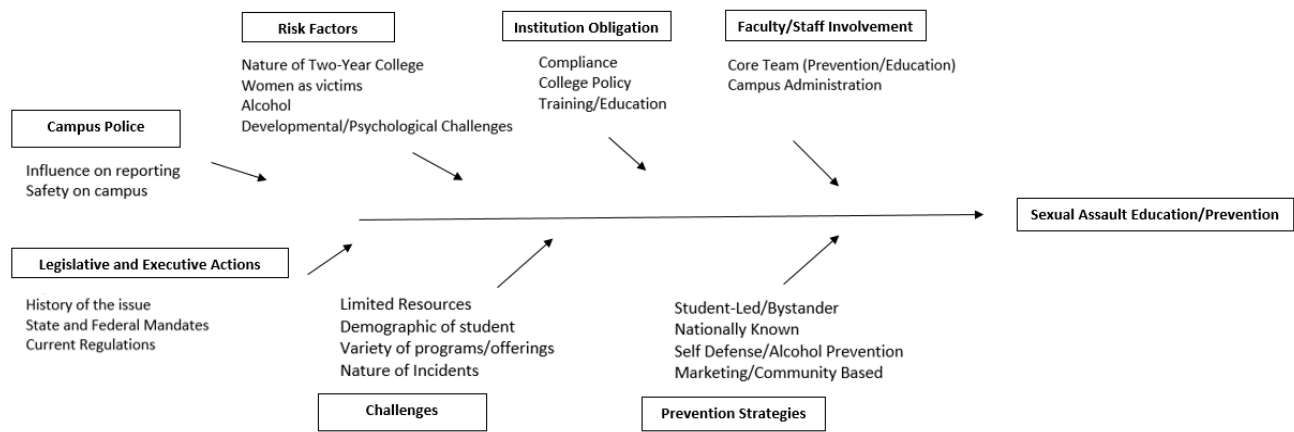 Risk Factors
Nature of Two-Year College
Women as victims
Alcohol
Developmental/Psychological Challenges
Institution Obligation
Compliance
College Policy
Training/Education
Faculty/Staff Involvement
Core Team (Prevention/Education)
Campus Administration
Campus Police
Influence on reporting
Safety on campus
Sexual Assault Education/Prevention
Legislative and Executive Actions
History of the issue
State and Federal Mandates
Current Regulations
Limited Resources
Demographic of student
Variety of programs/offerings
Nature of Incidents
Challenges
Student-Led/Bystander
Nationally Known
Self Defense/Alcohol Prevention
Marketing/Community Based
Prevention Strategies